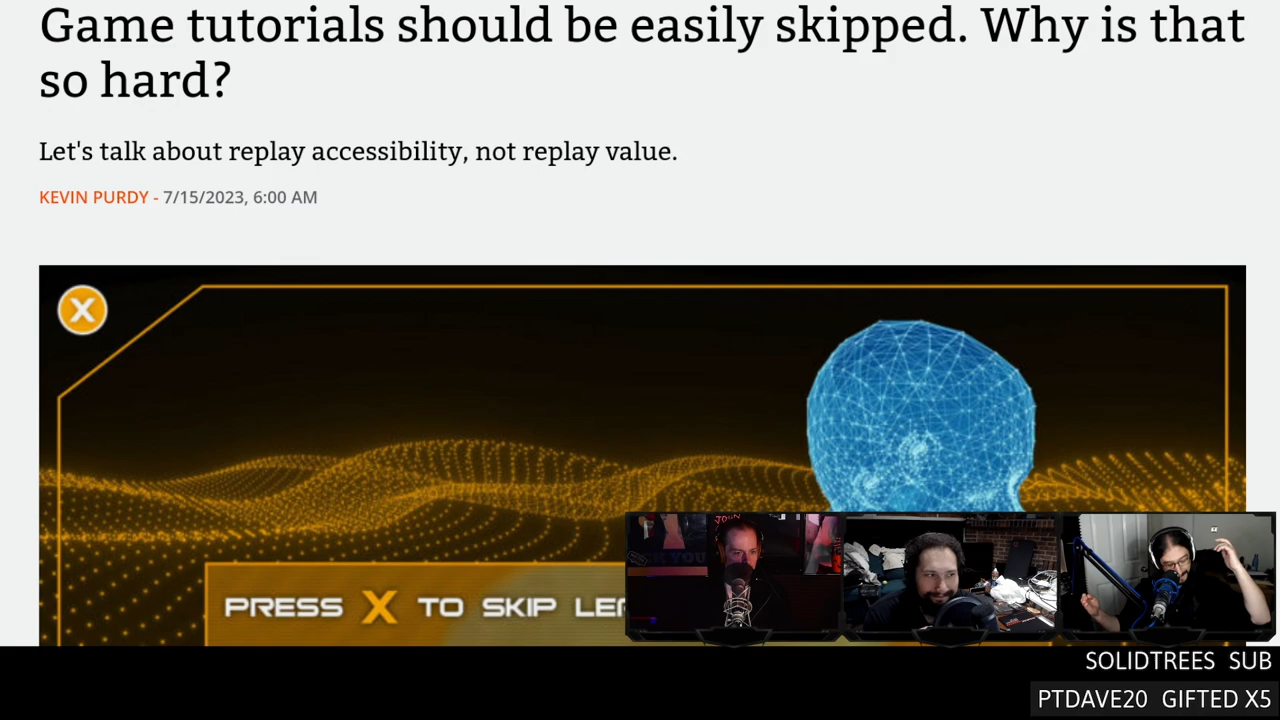 Game tutorials should be easily skipped. Why is that
so hard?
Let's talk about replay accessibility, not replay value.
KEVIN PURDY - 7/15/2023, 6:00 AM
X
PRESS X TO SKIP
SOLIDTREES SUB
PTDAVE20 GIFTED X5